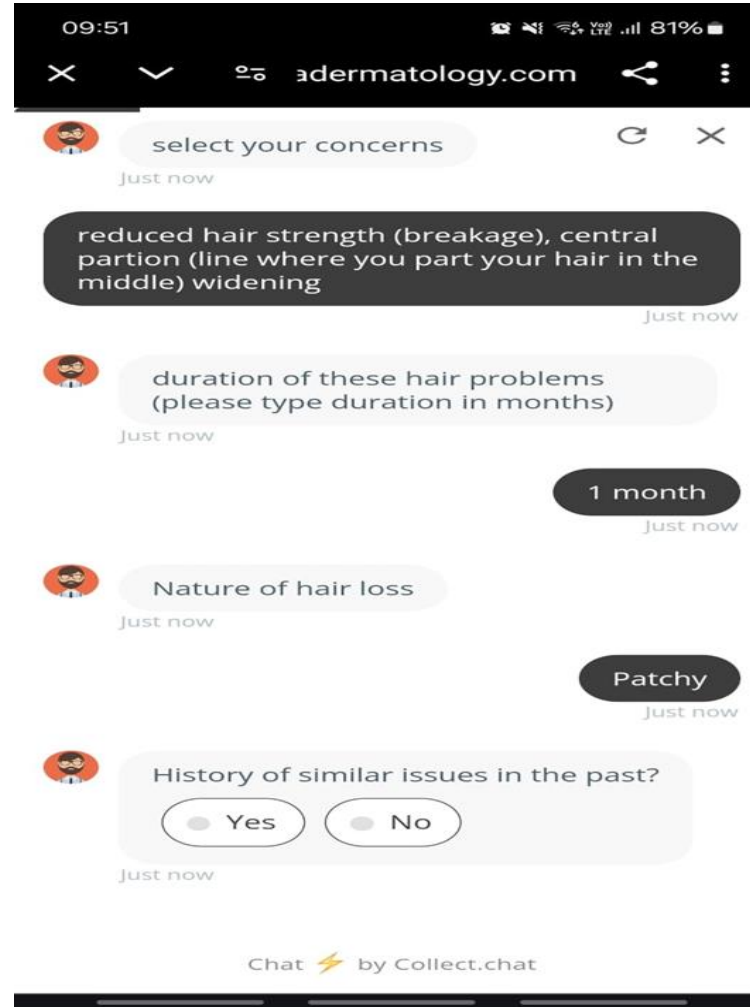 09:51
Vo)) LTE 81%
adermatology.com
select your concerns
Just now
reduced hair strength (breakage), central
partion (line where you part your hair in the
middle) widening
Just now
duration of these hair problems
(please type duration in months)
Just now
1 month
Just now
Nature of hair loss
Just now
Patchy
Just now
History of similar issues in the past?
Yes No
Just now
Chat ⚡ by Collect.chat